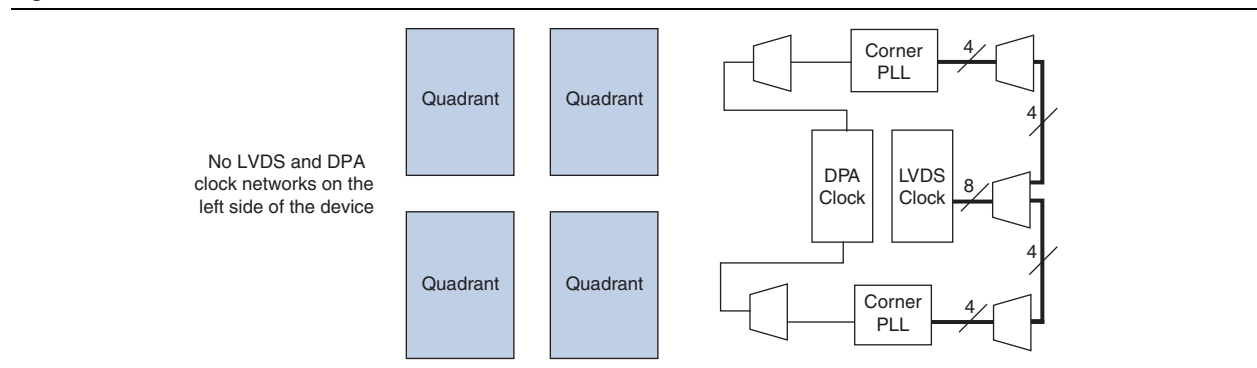 Quadrant
Quadrant
Corner
PLL
4
4
No LVDS and DPA
clock networks on the
left side of the device
DPA
Clock
LVDS
Clock
8
Quadrant
Quadrant
4
Corner
PLL
4